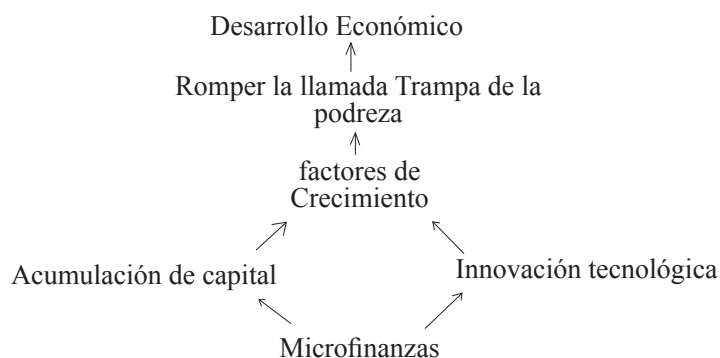 Desarrollo Económico
Romper la llamada Trampa de la
podreza
factores de
Crecimiento
Acumulación de capital
Innovación tecnológica
Microfinanzas